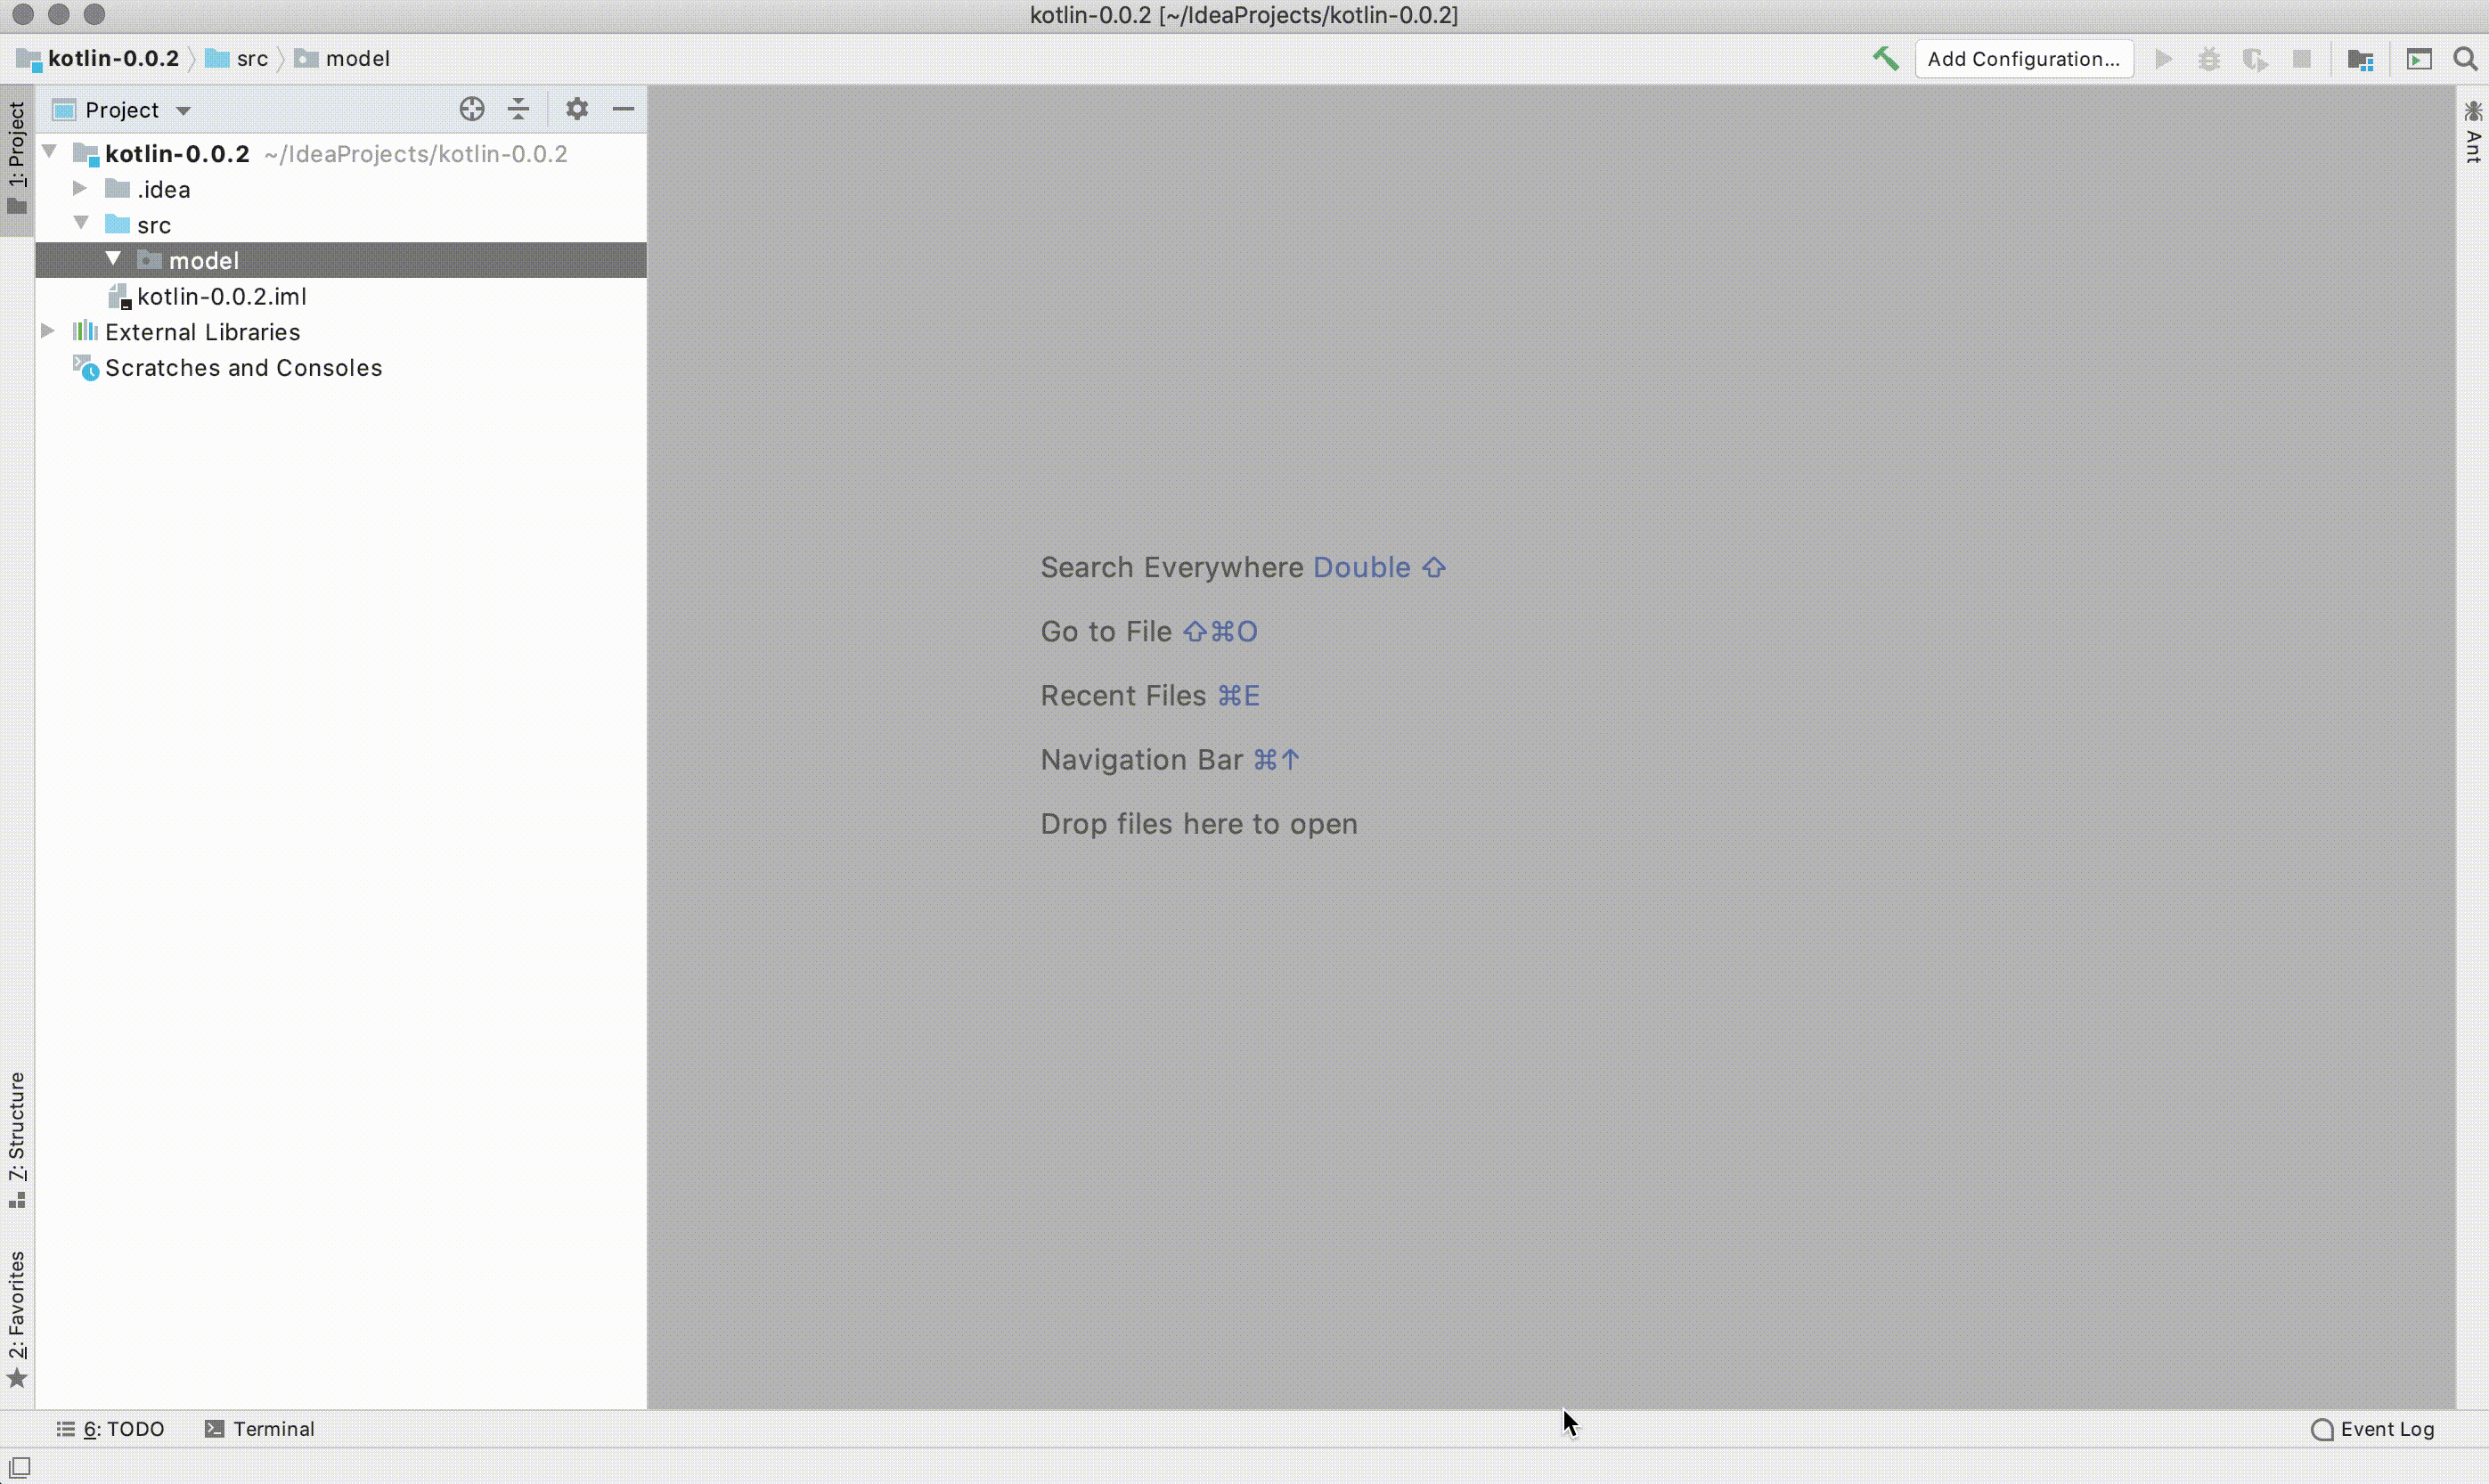 kotlin-0.0.2 [~/IdeaProjects/kotlin-0.0.2]
kotlin-0.0.2 src model
Add Configuration...
1: Project
Project
kotlin-0.0.2 ~/IdeaProjects/kotlin-0.0.2
.idea
src
model
kotlin-0.0.2.iml
External Libraries
Scratches and Consoles
Search Everywhere Double ⇧
Go to File ⇧⌘O
Recent Files ⌘E
Navigation Bar ⌘↑
Drop files here to open
Ant
7: Structure
2: Favorites
6: TODO
Terminal
Event Log